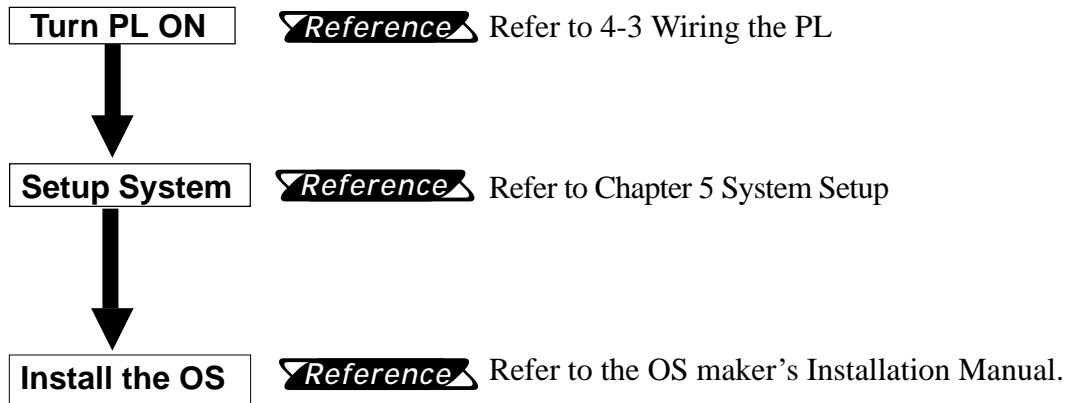 Turn PL ON Reference Refer to 4-3 Wiring the PL
Setup System Reference Refer to Chapter 5 System Setup
Install the OS Reference Refer to the OS maker’s Installation Manual.